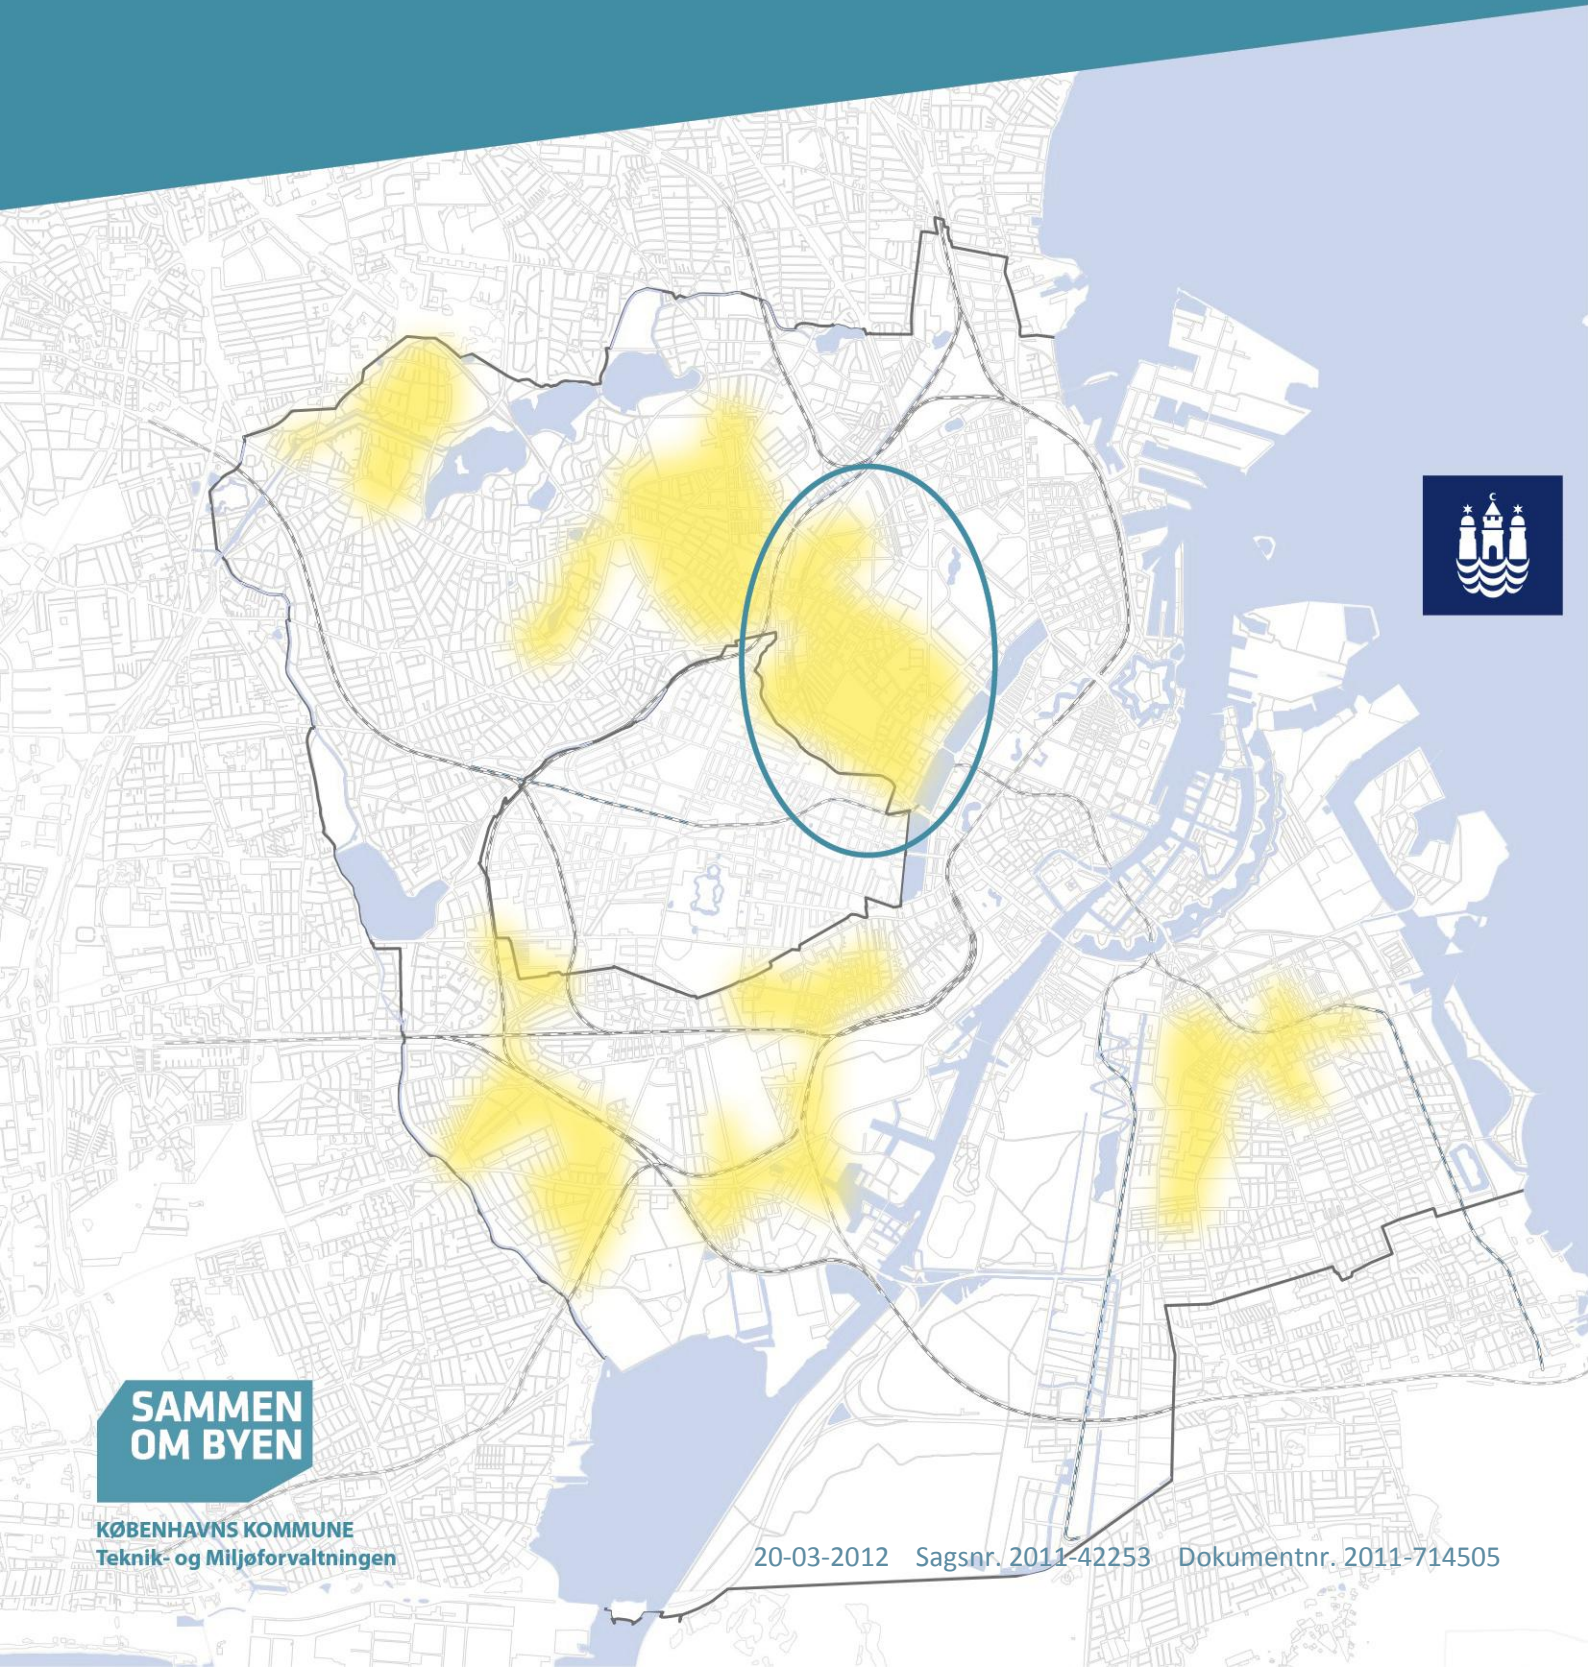 SAMMEN
OM BYEN
KØBENHAVNS KOMMUNE
Teknik- og Miljøforvaltningen
20-03-2012 Sagsnr. 2011-42253 Dokumentnr. 2011-714505